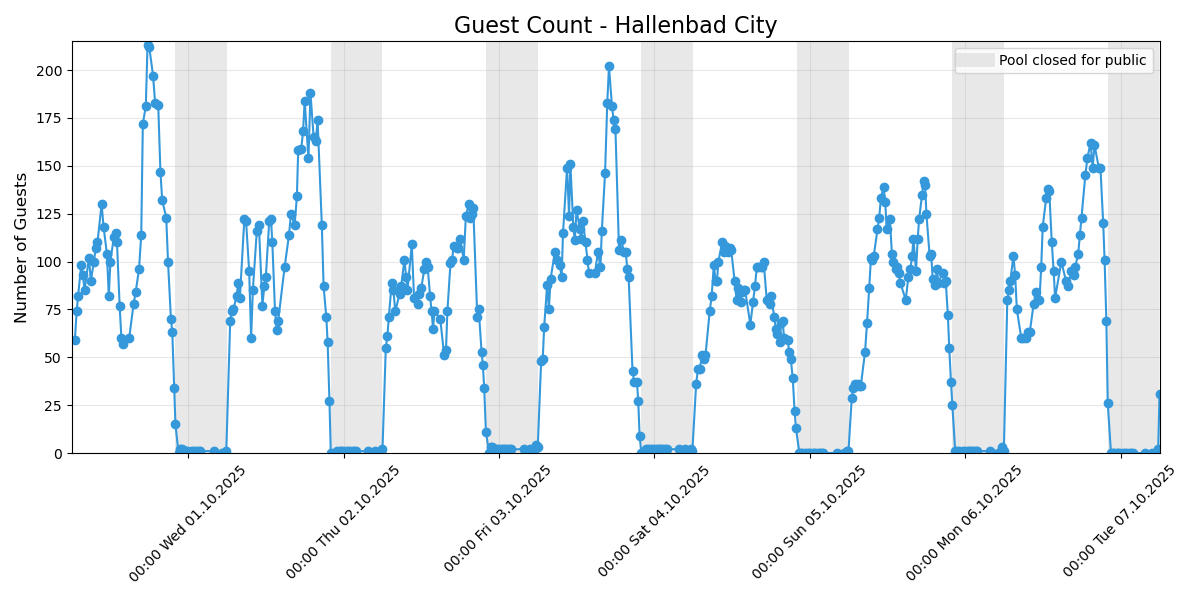 Guest Count - Hallenbad City
Number of Guests
200
175
150
125
100
75
50
25
0
Pool closed for public
00:00 Wed 01.10.2025
00:00 Thu 02.10.2025
00:00 Fri 03.10.2025
00:00 Sat 04.10.2025
00:00 Sun 05.10.2025
00:00 Mon 06.10.2025
00:00 Tue 07.10.2025